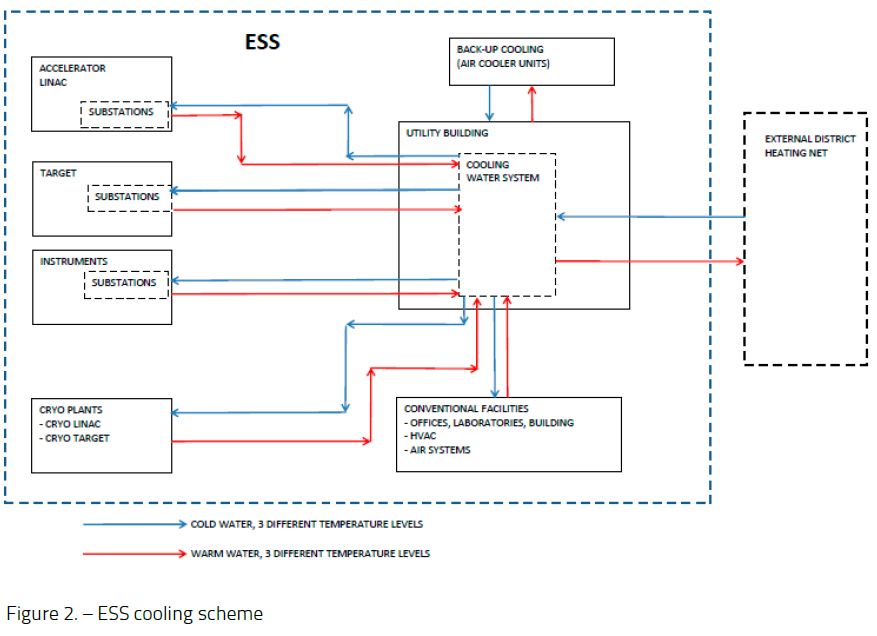 ESS
ACCELERATOR
LINAC
SUBSTATIONS
BACK-UP COOLING
(AIR COOLER UNITS)
UTILITY BUILDING
COOLING
WATER SYSTEM
EXTERNAL DISTRICT
HEATING NET
TARGET
SUBSTATIONS
INSTRUMENTS
SUBSTATIONS
CRYO PLANTS
- CRYO LINAC
- CRYO TARGET
CONVENTIONAL FACILITIES
- OFFICES, LABORATORIES, BUILDING
- HVAC
- AIR SYSTEMS
COLD WATER, 3 DIFFERENT TEMPERATURE LEVELS
WARM WATER, 3 DIFFERENT TEMPERATURE LEVELS
Figure 2. – ESS cooling scheme